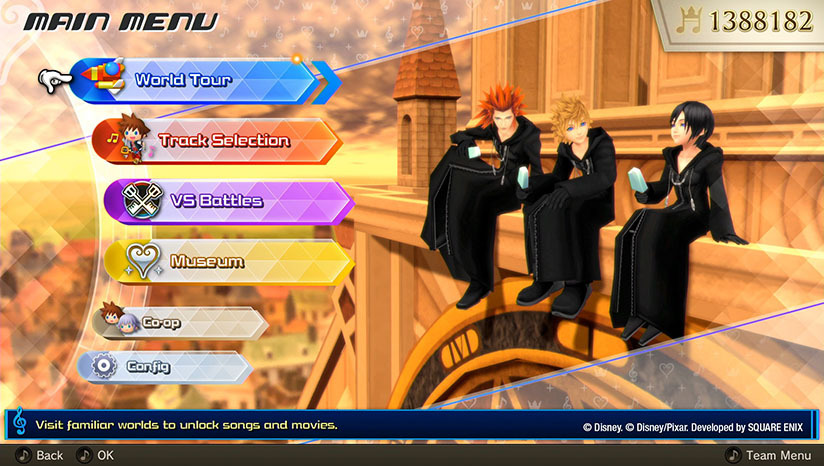 MAIN MENU
1388182
World Tour
Track Selection
VS Battles
Museum
Co-op
Config
Visit familiar worlds to unlock songs and movies.
© Disney. © Disney/Pixar. Developed by SQUARE ENIX
Back
OK
Team Menu